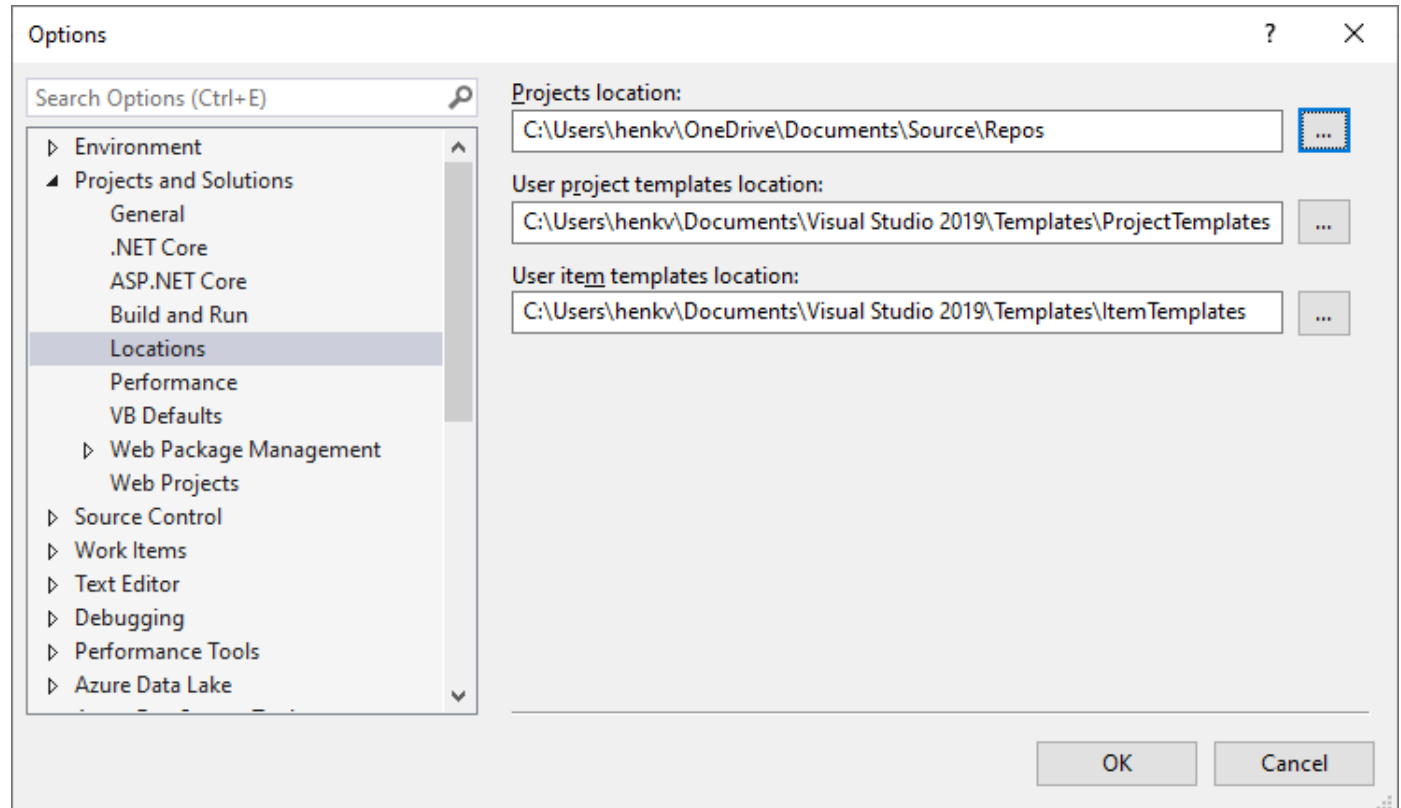 Options
?
Search Options (Ctrl+E)
Environment
Projects and Solutions
General
.NET Core
ASP.NET Core
Build and Run
Locations
Performance
VB Defaults
Web Package Management
Web Projects
Source Control
Work Items
Text Editor
Debugging
Performance Tools
Azure Data Lake
Projects location:
C:\Users\henkv\OneDrive\Documents\Source\Repos
...
User project templates location:
C:\Users\henkv\Documents\Visual Studio 2019\Templates\ProjectTemplates
...
User item templates location:
C:\Users\henkv\Documents\Visual Studio 2019\Templates\ItemTemplates
...
OK
Cancel